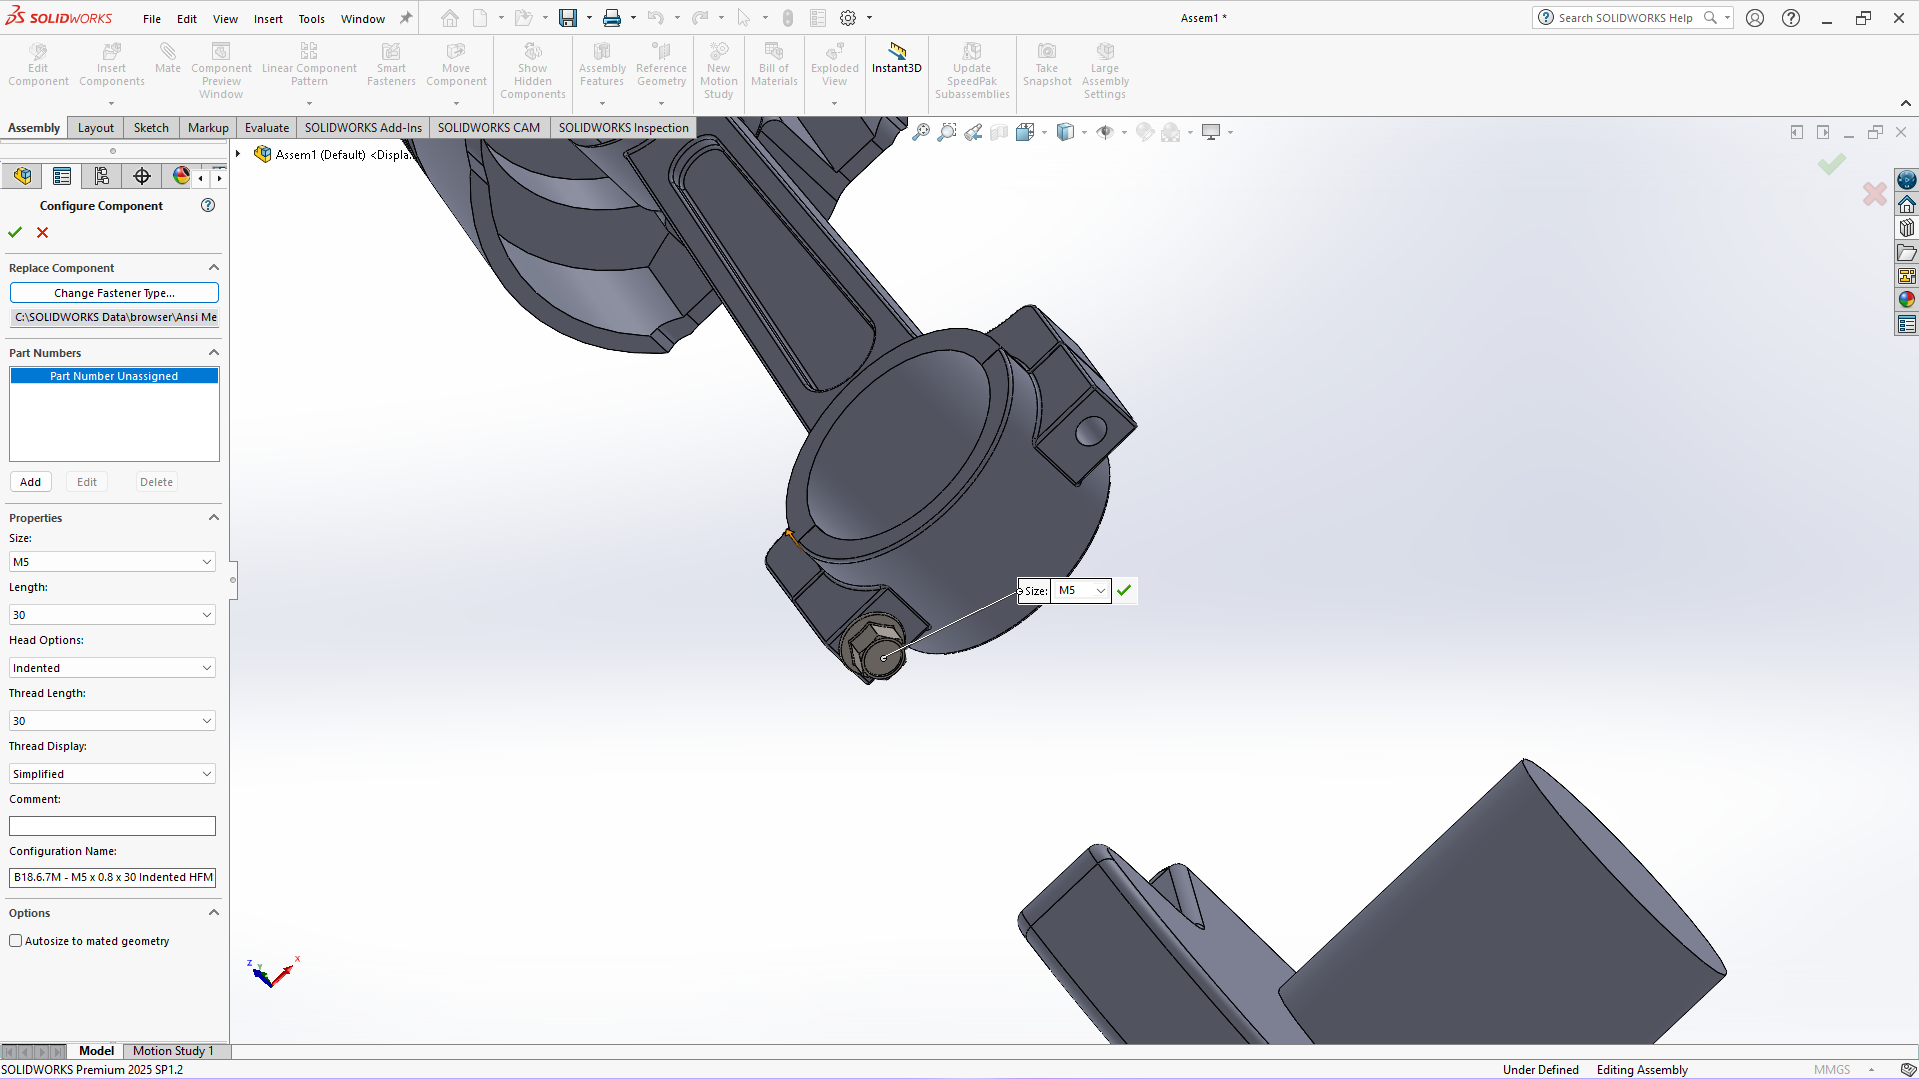 SOLIDWORKS
File Edit View Insert Tools Window
Assem1 *
Search SOLIDWORKS Help
Edit Component
Insert Components
Mate
Component Preview Window
Linear Component Pattern
Smart Fasteners
Move Component
Show Hidden Components
Assembly Features
Reference Geometry
New Motion Study
Bill of Materials
Exploded View
Instant3D
Update SpeedPak Subassemblies
Take Snapshot
Large Assembly Settings
Assembly Layout Sketch Markup Evaluate SOLIDWORKS Add-Ins SOLIDWORKS CAM SOLIDWORKS Inspection
Assem1 (Default) <Displa...
Configure Component
Replace Component
Change Fastener Type...
C:\SOLIDWORKS Data\browser\Ansi Me
Part Numbers
Part Number Unassigned
Add Edit Delete
Properties
Size:
M5
Length:
30
Head Options:
Indented
Thread Length:
30
Thread Display:
Simplified
Comment:
Configuration Name:
B18.6.7M - M5 x 0.8 x 30 Indented HFM
Options
Autosize to mated geometry
Size: M5
Z Y X
Model Motion Study 1
SOLIDWORKS Premium 2025 SP1.2
Under Defined Editing Assembly MMGS